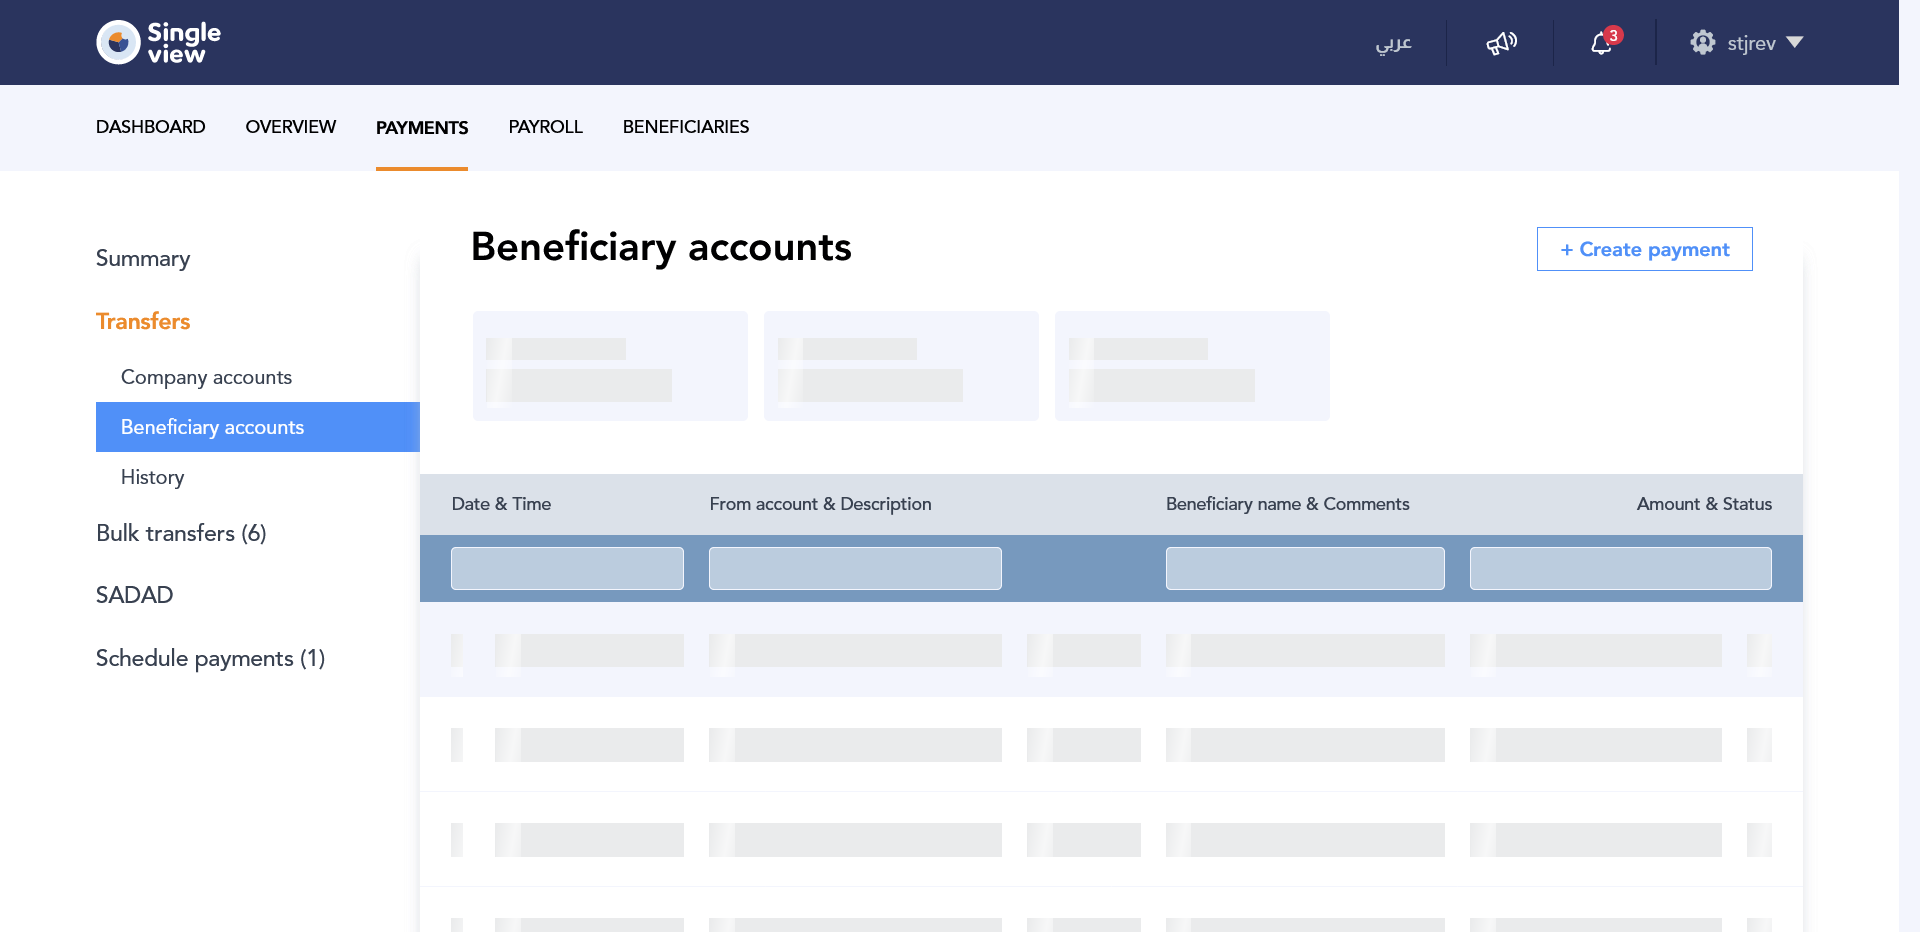 Single
view
عربي
3
stjrev
DASHBOARD
OVERVIEW
PAYMENTS
PAYROLL
BENEFICIARIES
Summary
Transfers
Company accounts
Beneficiary accounts
History
Bulk transfers (6)
SADAD
Schedule payments (1)
Beneficiary accounts
+ Create payment
Date & Time
From account & Description
Beneficiary name & Comments
Amount & Status